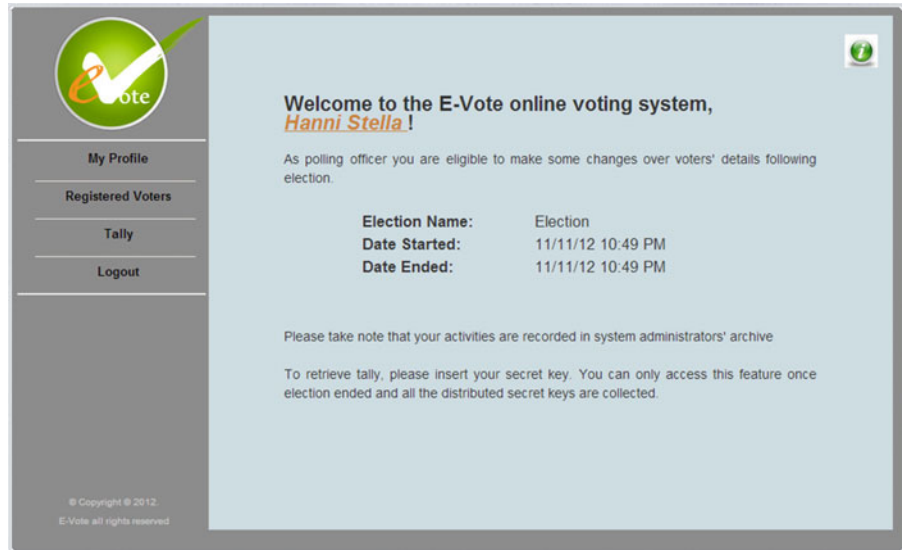 eVote
My Profile
Registered Voters
Tally
Logout
© Copyright © 2012.
E-Vote all rights reserved
Welcome to the E-Vote online voting system,
Hanni Stella !
As polling officer you are eligible to make some changes over voters' details following
election.
Election Name: Election
Date Started: 11/11/12 10:49 PM
Date Ended: 11/11/12 10:49 PM
Please take note that your activities are recorded in system administrators' archive
To retrieve tally, please insert your secret key. You can only access this feature once
election ended and all the distributed secret keys are collected.
i